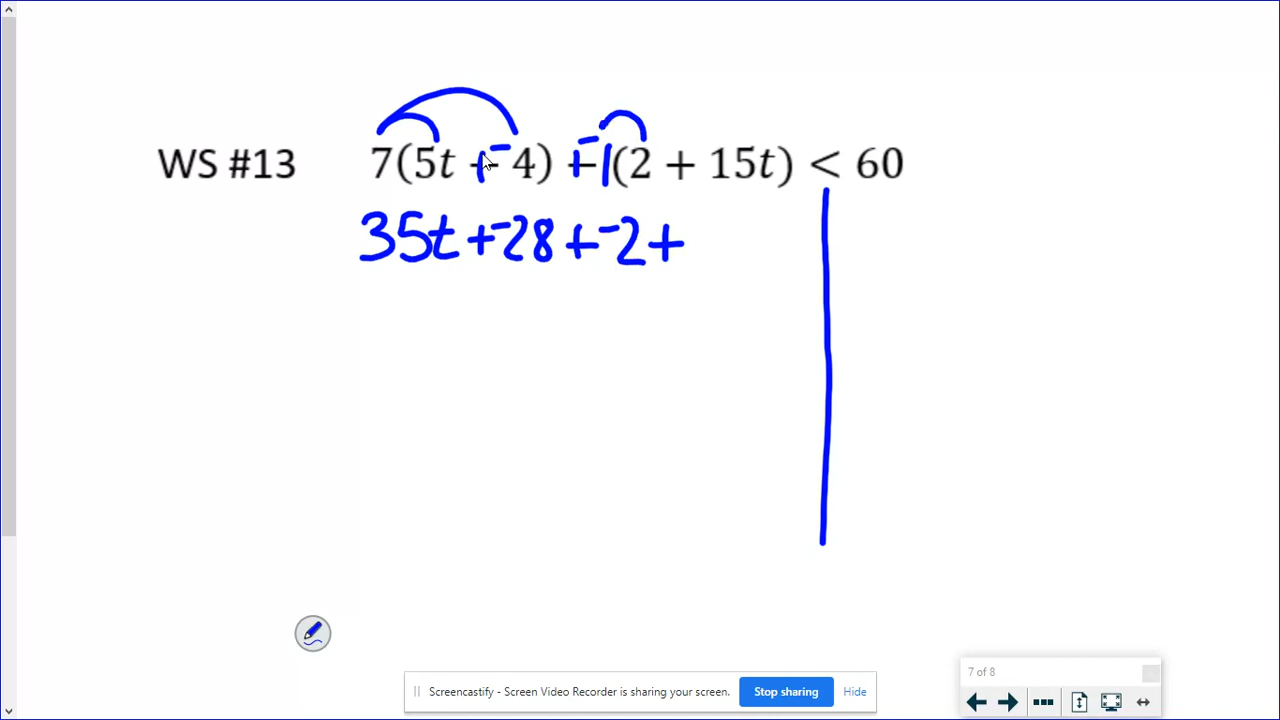 WS #13 7(5t +⁻4) +⁻1(2 + 15t) < 60
35t+⁻28+⁻2+
Screencastify - Screen Video Recorder is sharing your screen. Stop sharing Hide
7 of 8